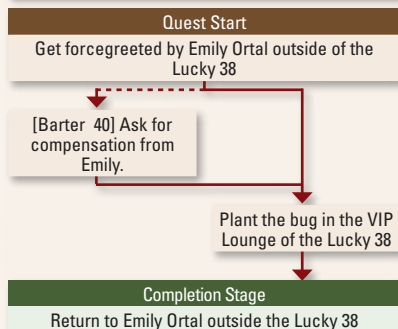 Quest Start
Get forcegreeted by Emily Ortal outside of the
Lucky 38
[Barter 40] Ask for
compensation from
Emily.
Plant the bug in the VIP
Lounge of the Lucky 38
Completion Stage
Return to Emily Ortal outside the Lucky 38